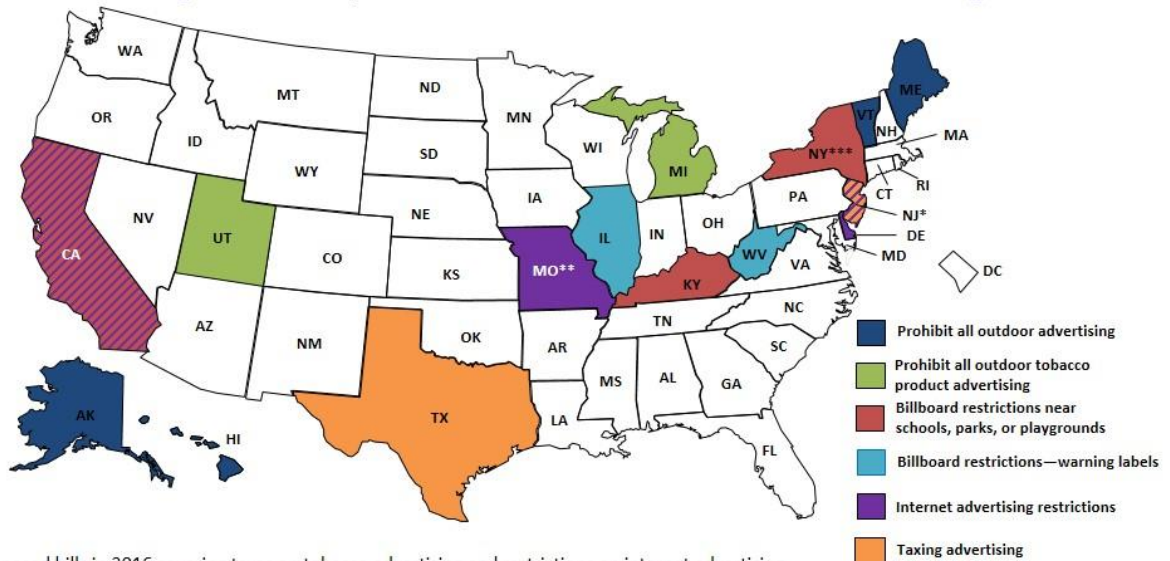 WA
MT
ND
MN
OR
ID
SD
WI
MI
NY***
VT
ME
NH
MA
WY
IA
NE
PA
CT
RI
NV
UT
CO
KS
MO**
IL
IN
OH
WV
NJ*
DE
MD
VA
DC
CA
KY
AZ
NM
OK
AR
TN
NC
SC
MS
AL
GA
TX
LA
FL
AK
HI
Prohibit all outdoor advertising
Prohibit all outdoor tobacco
product advertising
Billboard restrictions near
schools, parks, or playgrounds
Billboard restrictions—warning labels
Internet advertising restrictions
Taxing advertising